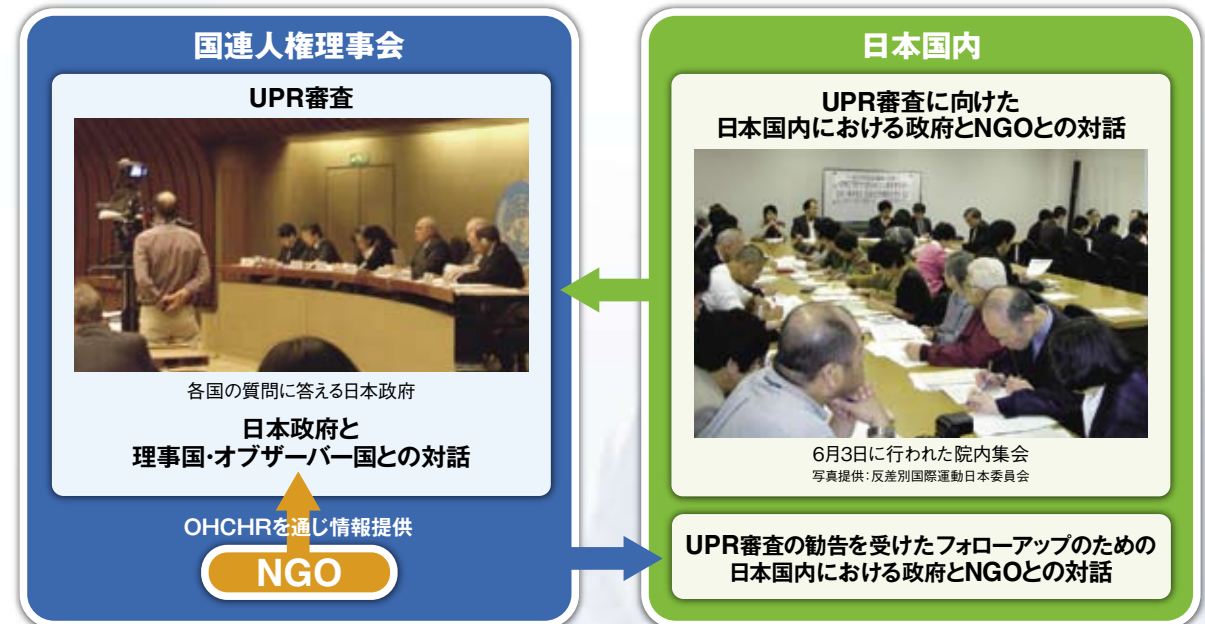 国連人権理事会
UPR審査
各国の質問に答える日本政府
日本政府と
理事国・オブザーバー国との対話
OHCHRを通じ情報提供
NGO
日本国内
UPR審査に向けた
日本国内における政府とNGOとの対話
6月3日に行われた院内集会
写真提供：反差別国際運動日本委員会
UPR審査の勧告を受けたフォローアップのための
日本国内における政府とNGOとの対話